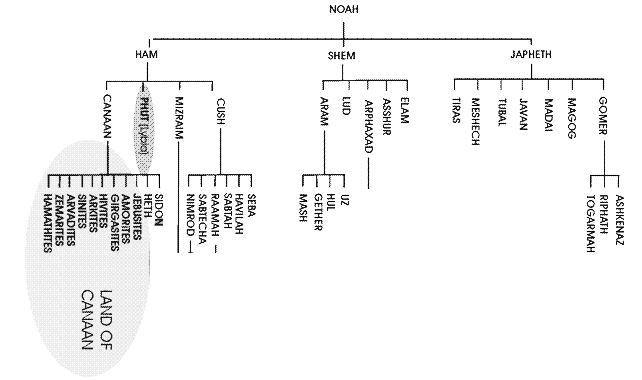 NOAH
HAM
SHEM
JAPHETH
CANAAN
PHUT (Lybia)
MIZRAIM
CUSH
ARAM
LUD
ARPHAXAD
ASSHUR
ELAM
TIRAS
MESHECH
TUBAL
JAVAN
MADAI
MAGOG
GOMER
HAMATHITES
ZEMARITES
ARVADITES
SINITES
ARKITES
HIVITES
GIRGASITES
AMORITES
JEBUSITES
HETH
SIDON
NIMROD
SABTECHA
RAAMAH
SABTAH
HAVILAH
SEBA
MASH
GETHER
HUL
UZ
TOGARMAH
RIPHATH
ASHKENAZ
LAND OF
CANAAN